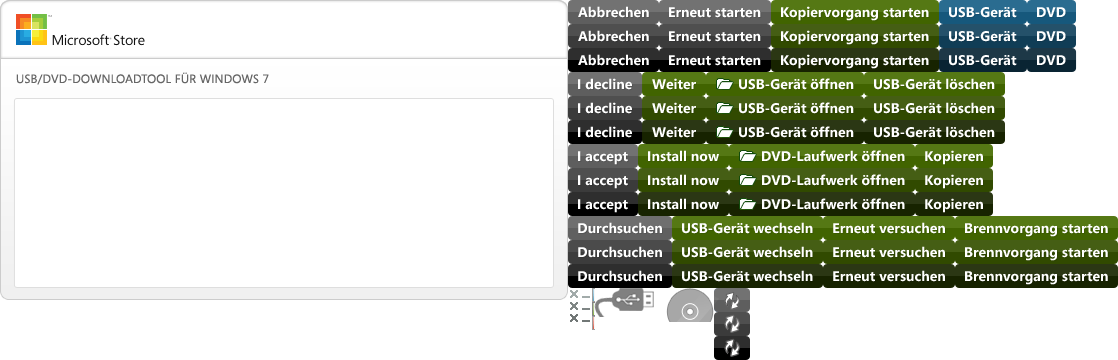 Microsoft Store
USB/DVD-DOWNLOADTOOL FÜR WINDOWS 7
Abbrechen Erneut starten Kopiervorgang starten USB-Gerät DVD
Abbrechen Erneut starten Kopiervorgang starten USB-Gerät DVD
Abbrechen Erneut starten Kopiervorgang starten USB-Gerät DVD
I decline Weiter USB-Gerät öffnen USB-Gerät löschen
I decline Weiter USB-Gerät öffnen USB-Gerät löschen
I decline Weiter USB-Gerät öffnen USB-Gerät löschen
I accept Install now DVD-Laufwerk öffnen Kopieren
I accept Install now DVD-Laufwerk öffnen Kopieren
I accept Install now DVD-Laufwerk öffnen Kopieren
Durchsuchen USB-Gerät wechseln Erneut versuchen Brennvorgang starten
Durchsuchen USB-Gerät wechseln Erneut versuchen Brennvorgang starten
Durchsuchen USB-Gerät wechseln Erneut versuchen Brennvorgang starten